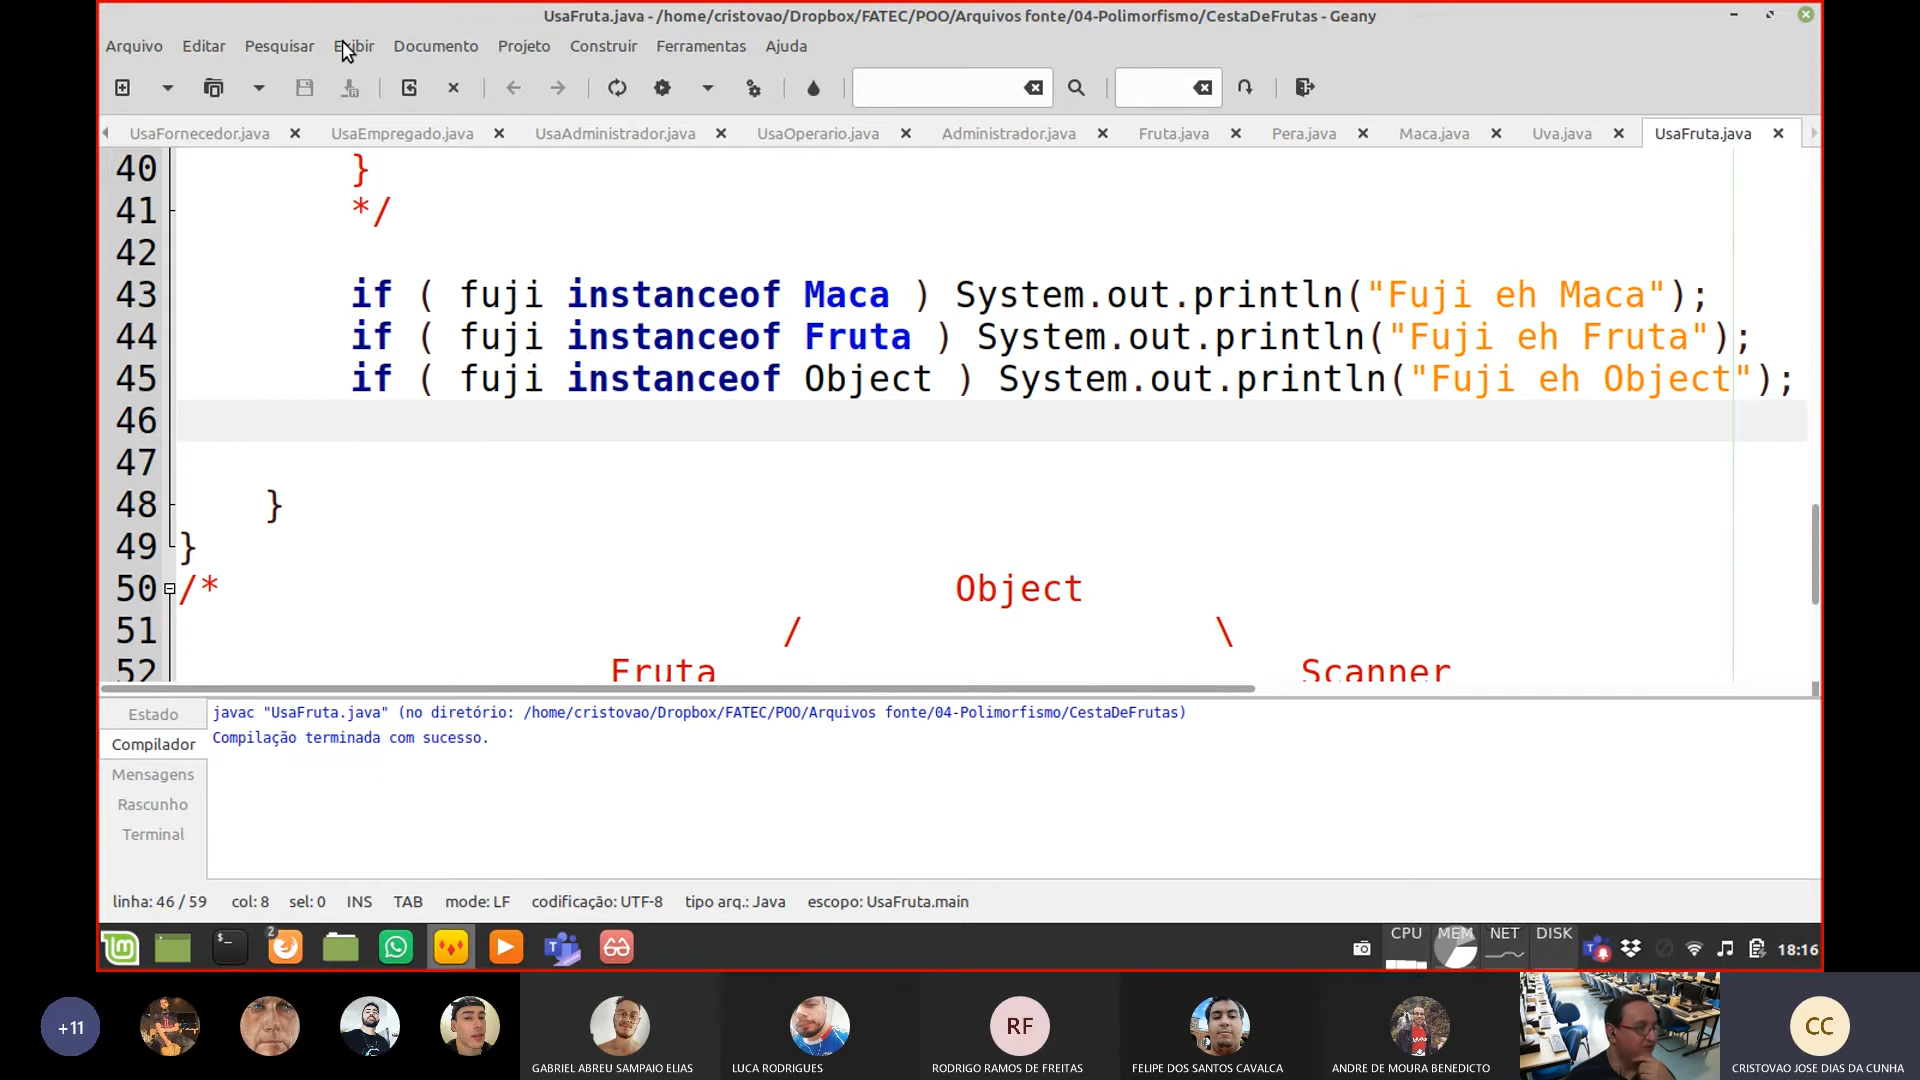 UsaFruta.java - /home/cristovao/Dropbox/FATEC/POO/Arquivos fonte/04-Polimorfismo/CestaDeFrutas - Geany
Arquivo Editar Pesquisar Exibir Documento Projeto Construir Ferramentas Ajuda
UsaFornecedor.java UsaEmpregado.java UsaAdministrador.java UsaOperario.java Administrador.java Fruta.java Pera.java Maca.java Uva.java UsaFruta.java
40 }
41 */
42
43 if ( fuji instanceof Maca ) System.out.println("Fuji eh Maca");
44 if ( fuji instanceof Fruta ) System.out.println("Fuji eh Fruta");
45 if ( fuji instanceof Object ) System.out.println("Fuji eh Object");
46
47
48 }
49 }
50 /* Object
51 / \
52 Fruta Scanner
Estado
Compilador
Mensagens
Rascunho
Terminal
javac "UsaFruta.java" (no diretório: /home/cristovao/Dropbox/FATEC/POO/Arquivos fonte/04-Polimorfismo/CestaDeFrutas)
Compilação terminada com sucesso.
linha: 46 / 59 col: 8 sel: 0 INS TAB mode: LF codificação: UTF-8 tipo arq.: Java escopo: UsaFruta.main
2
CPU MEM NET DISK
18:16
+11
RF
CC
GABRIEL ABREU SAMPAIO ELIAS
LUCA RODRIGUES
RODRIGO RAMOS DE FREITAS
FELIPE DOS SANTOS CAVALCA
ANDRE DE MOURA BENEDICTO
CRISTOVAO JOSE DIAS DA CUNHA